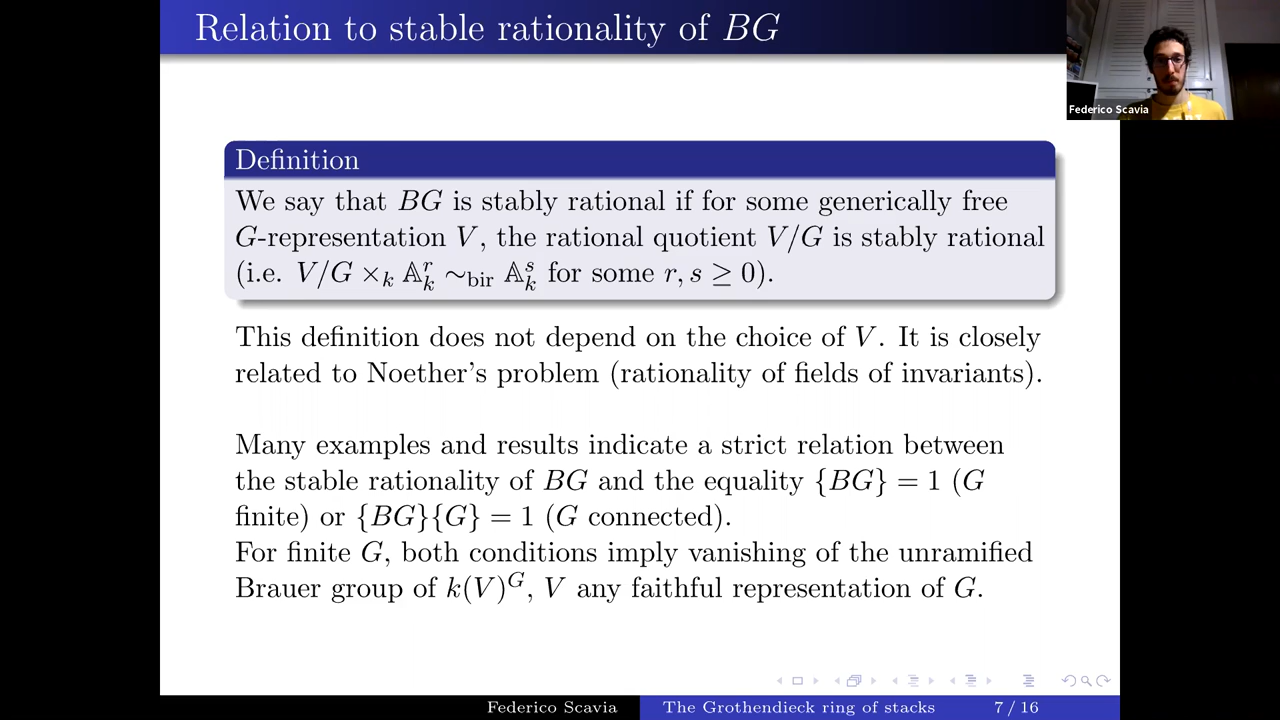 Relation to stable rationality of BG
Federico Scavia
Definition
We say that BG is stably rational if for some generically free
G-representation V, the rational quotient V/G is stably rational
(i.e. V/G ×ₖ 𝔸ₖʳ ∼bir 𝔸ₖˢ for some r, s ≥ 0).
This definition does not depend on the choice of V. It is closely
related to Noether's problem (rationality of fields of invariants).
Many examples and results indicate a strict relation between
the stable rationality of BG and the equality {BG} = 1 (G
finite) or {BG}{G} = 1 (G connected).
For finite G, both conditions imply vanishing of the unramified
Brauer group of k(V)ᴳ, V any faithful representation of G.
Federico Scavia
The Grothendieck ring of stacks
7 / 16